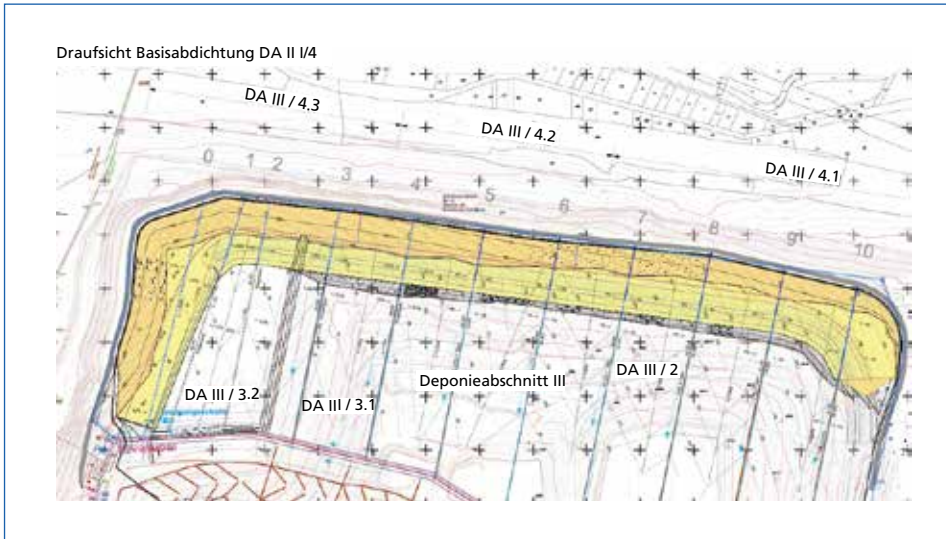 Draufsicht Basisabdichtung DA II I/4
DA III / 4.3
DA III / 4.2
DA III / 4.1
0
1
2
3
4
5
6
7
8
9
10
DA III / 3.2
DA III / 3.1
Deponieabschnitt III
DA III / 2